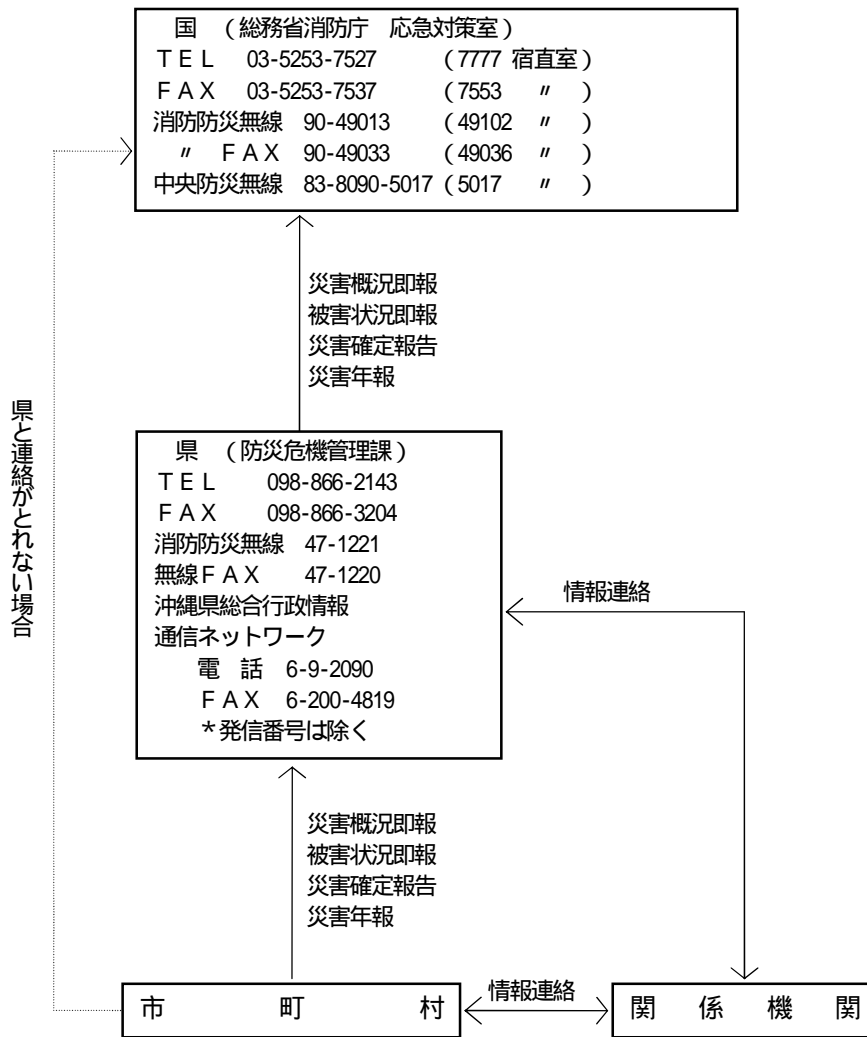 国 （総務省消防庁　応急対策室）
ＴＥＬ　03-5253-7527　（7777 宿直室）
ＦＡＸ　03-5253-7537　（7553　〃　）
消防防災無線　90-49013　（49102　〃　）
〃　ＦＡＸ　90-49033　（49036　〃　）
中央防災無線　83-8090-5017（5017　〃　）
災害概況即報
被害状況即報
災害確定報告
災害年報
県と連絡がとれない場合
県　（防災危機管理課）
ＴＥＬ　098-866-2143
ＦＡＸ　098-866-3204
消防防災無線　47-1221
無線ＦＡＸ　47-1220
沖縄県総合行政情報
通信ネットワーク
電　話　6-9-2090
ＦＡＸ　6-200-4819
＊発信番号は除く
情報連絡
災害概況即報
被害状況即報
災害確定報告
災害年報
市　町　村
情報連絡
関　係　機　関